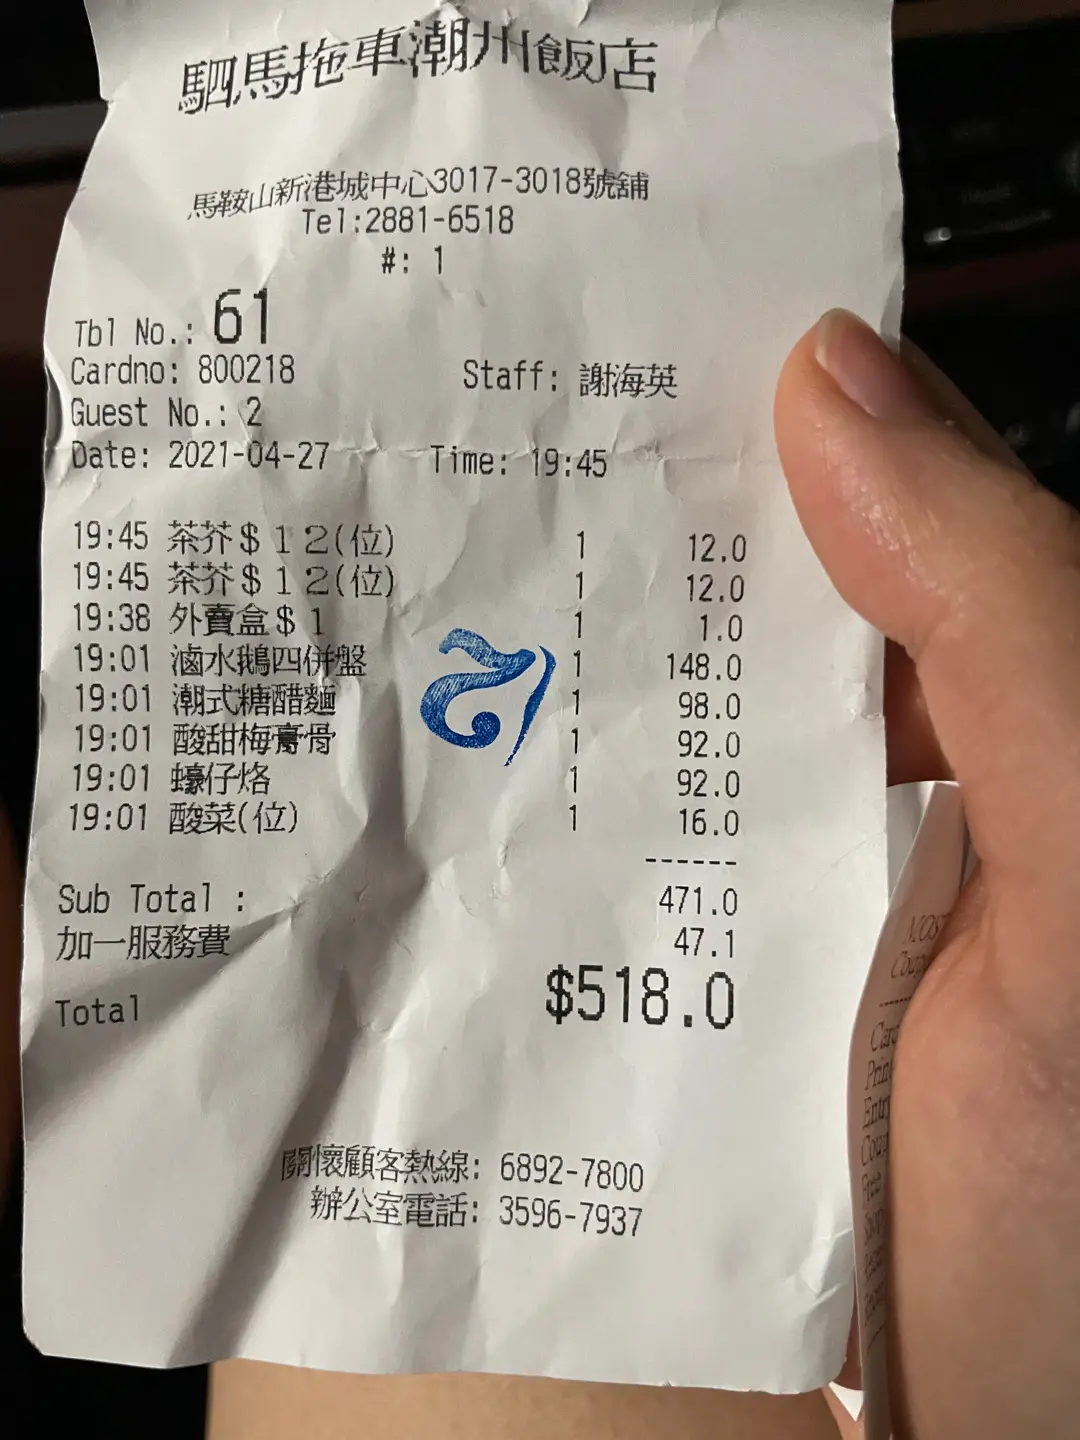 駟馬拖車潮州飯店
馬鞍山新港城中心3017-3018號舖
Tel:2881-6518
#: 1
Tbl No.: 61
Cardno: 800218 Staff: 謝海英
Guest No.: 2
Date: 2021-04-27 Time: 19:45
19:45 茶芥$12(位) 1 12.0
19:45 茶芥$12(位) 1 12.0
19:38 外賣盒$1 1 1.0
19:01 滷水鵝四併盤 1 148.0
19:01 潮式糖醋麵 1 98.0
19:01 酸甜梅膏骨 1 92.0
19:01 蠔仔烙 1 92.0
19:01 酸菜(位) 1 16.0
------
Sub Total : 471.0
加一服務費 47.1
Total $518.0
關懷顧客熱線: 6892-7800
辦公室電話: 3596-7937